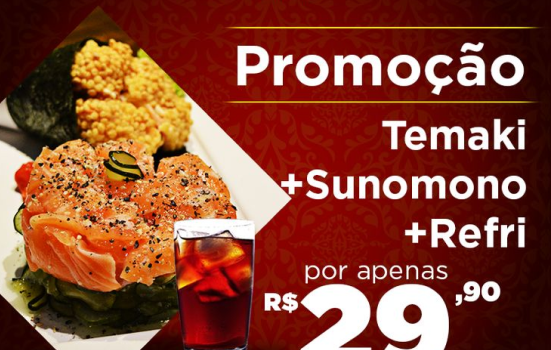 Promoção
Temaki
+Sunomono
+Refri
por apenas
R$29,90